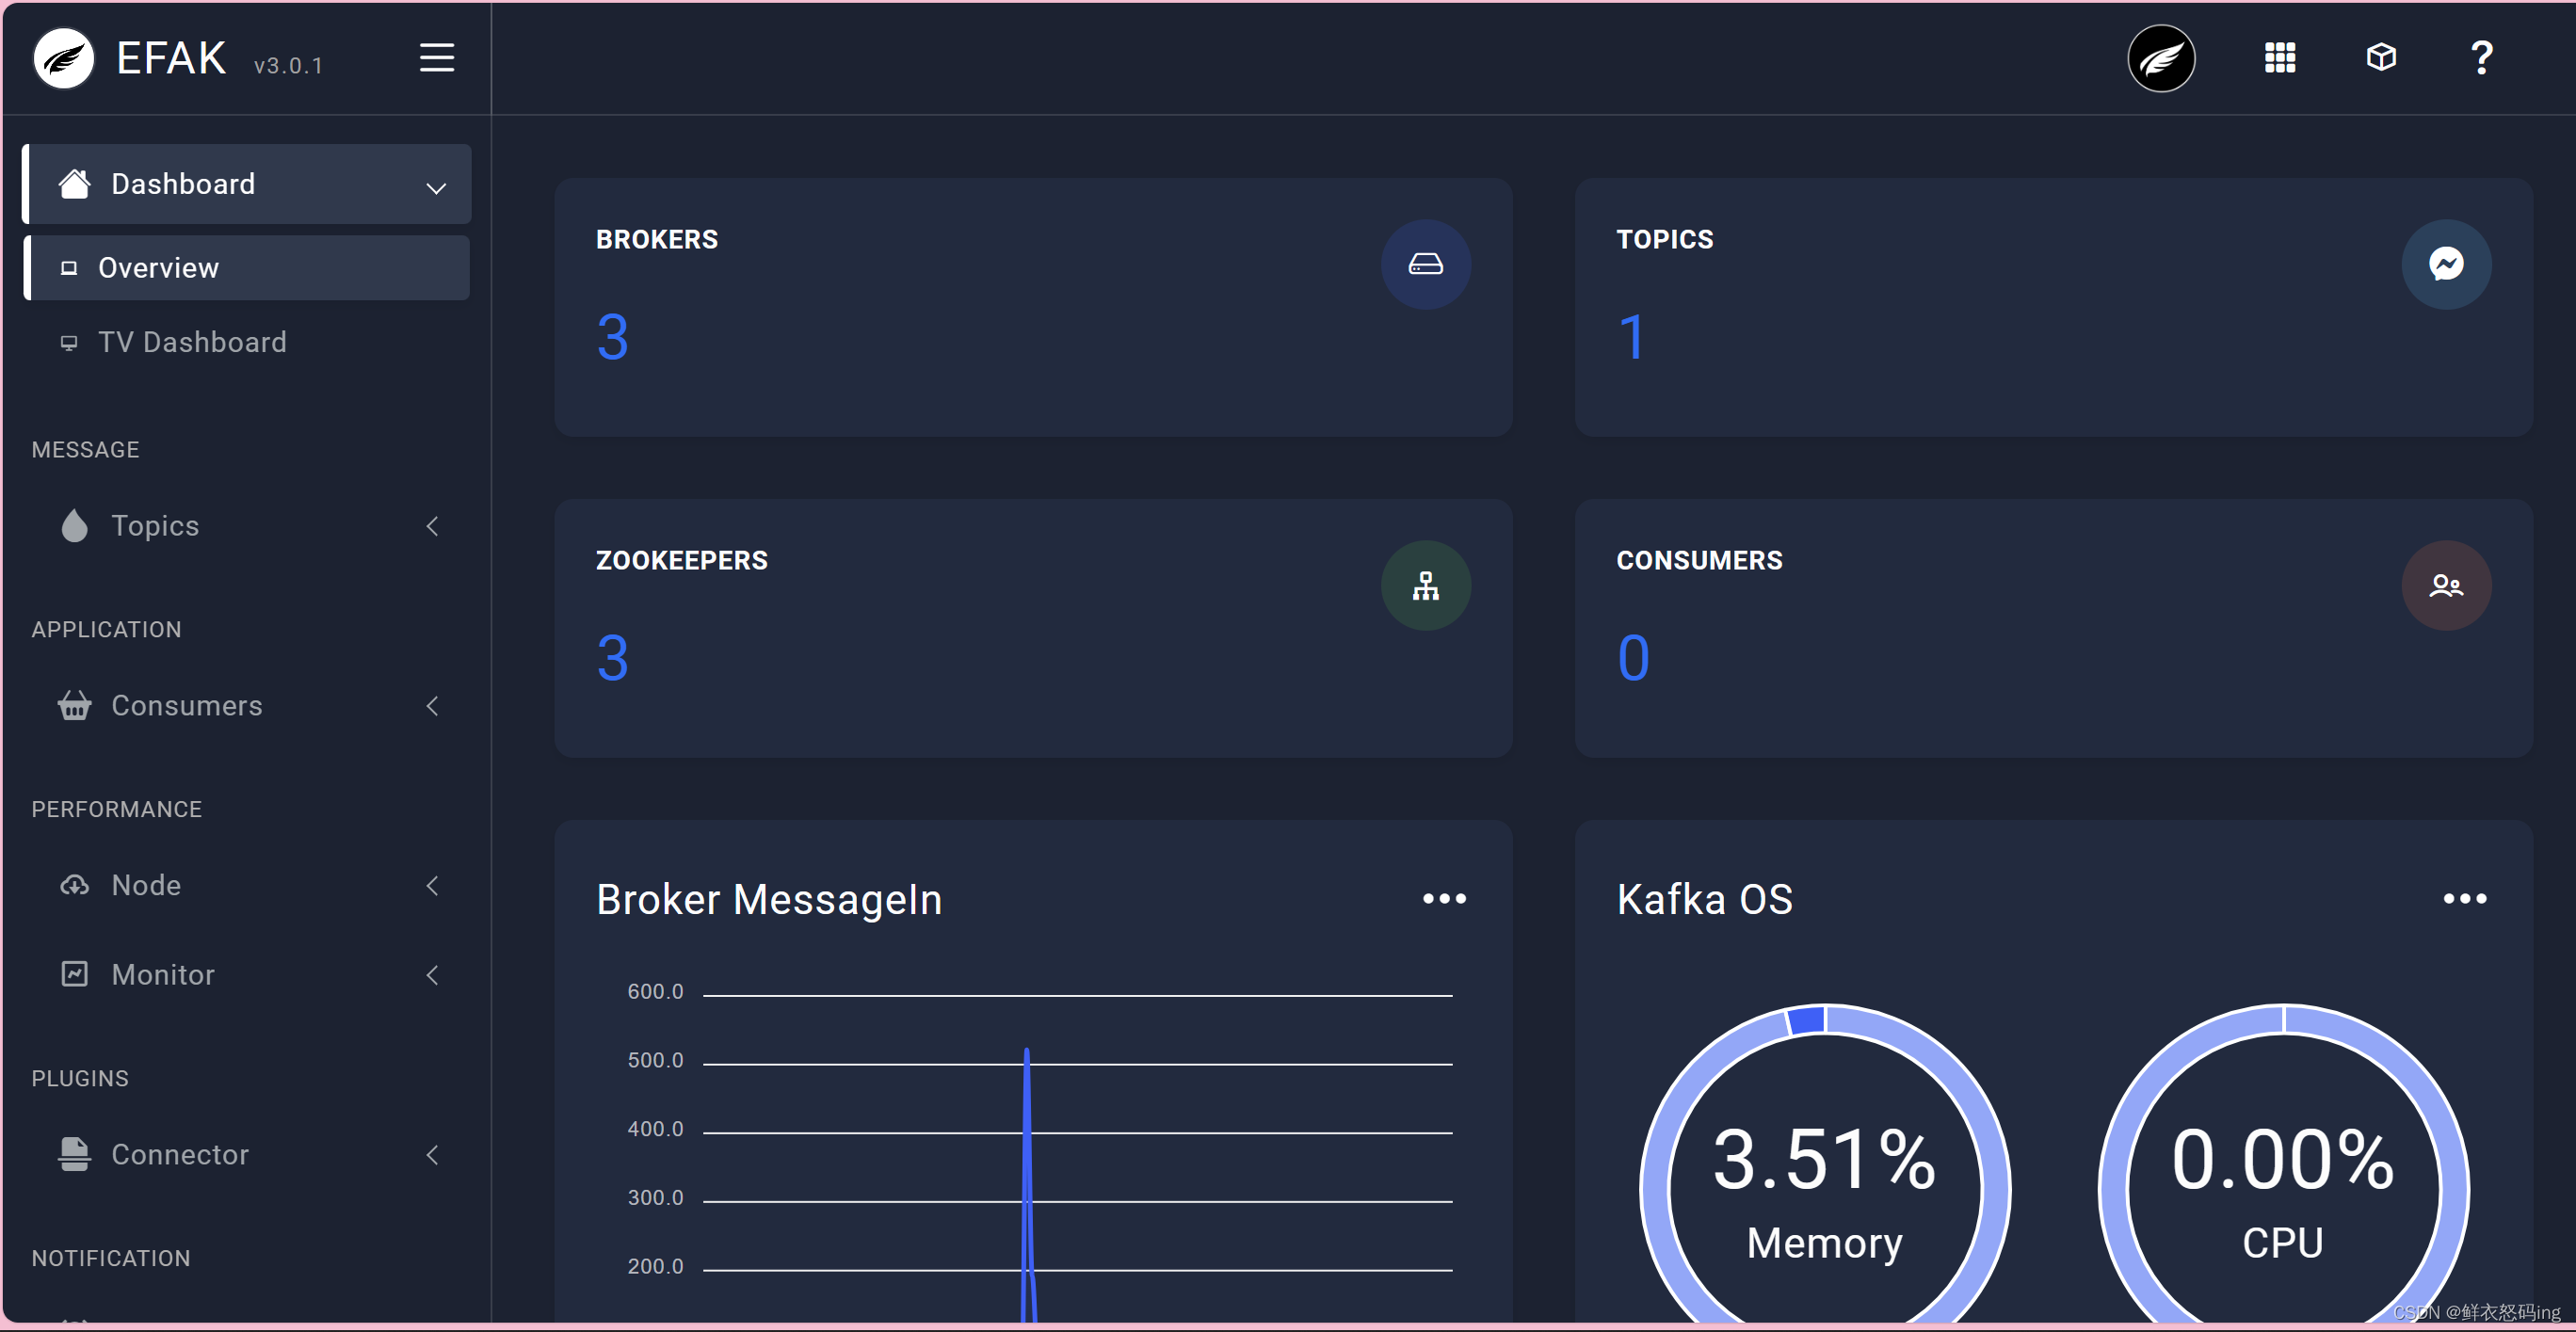 EFAK v3.0.1
?
Dashboard
Overview
TV Dashboard
MESSAGE
Topics
APPLICATION
Consumers
PERFORMANCE
Node
Monitor
PLUGINS
Connector
NOTIFICATION
BROKERS
3
TOPICS
1
ZOOKEEPERS
3
CONSUMERS
0
Broker MessageIn
600.0
500.0
400.0
300.0
200.0
Kafka OS
3.51%
Memory
0.00%
CPU
CSDN @鲜衣怒码ing